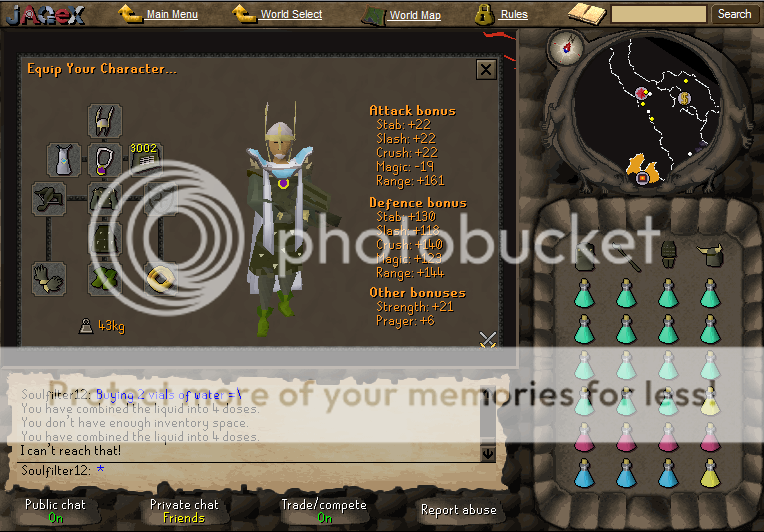 JAGeX Main Menu World Select World Map Rules Search
Equip Your Character...
3002
43kg
Attack bonus
Stab: +22
Slash: +22
Crush: +22
Magic: -19
Range: +161
Defence bonus
Stab: +130
Slash: +118
Crush: +140
Magic: +123
Range: +144
Other bonuses
Strength: +21
Prayer: +6
photobucket
Protect more of your memories for less!
Soulfilter12: Buying 2 vials of water =\
You have combined the liquid into 4 doses.
You don't have enough inventory space.
You have combined the liquid into 4 doses.
I can't reach that!
Soulfilter12: *
Public chat Private chat Trade/compete Report abuse
On Friends On